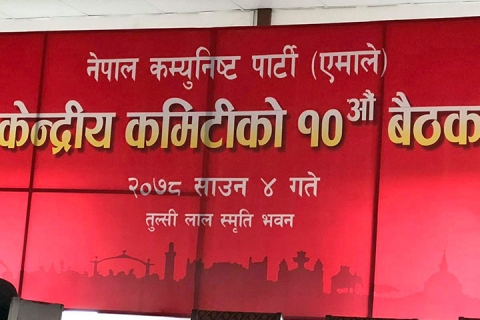 नेपाल कम्युनिष्ट पार्टी (एमाले)
केन्द्रीय कमिटीको १०औं बैठक
२०७८ साउन ४ गते
तुल्सी लाल स्मृति भवन